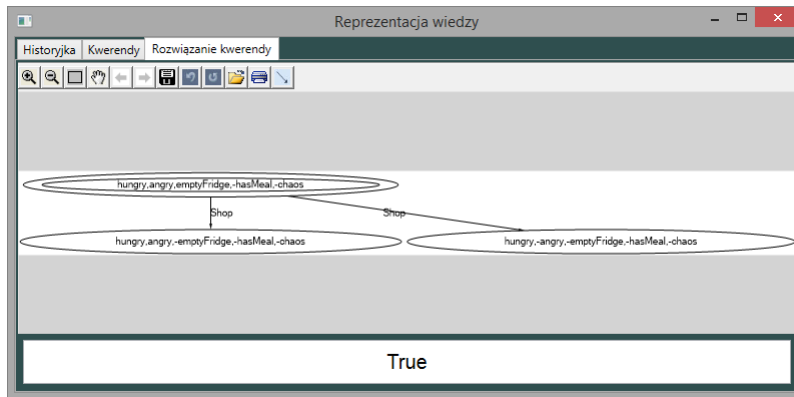 Reprezentacja wiedzy
Historyjka Kwerendy Rozwiązanie kwerendy
hungry,angry,emptyFridge,-hasMeal,-chaos
Shop Shop
hungry,angry,-emptyFridge,-hasMeal,-chaos hungry,-angry,-emptyFridge,-hasMeal,-chaos
True